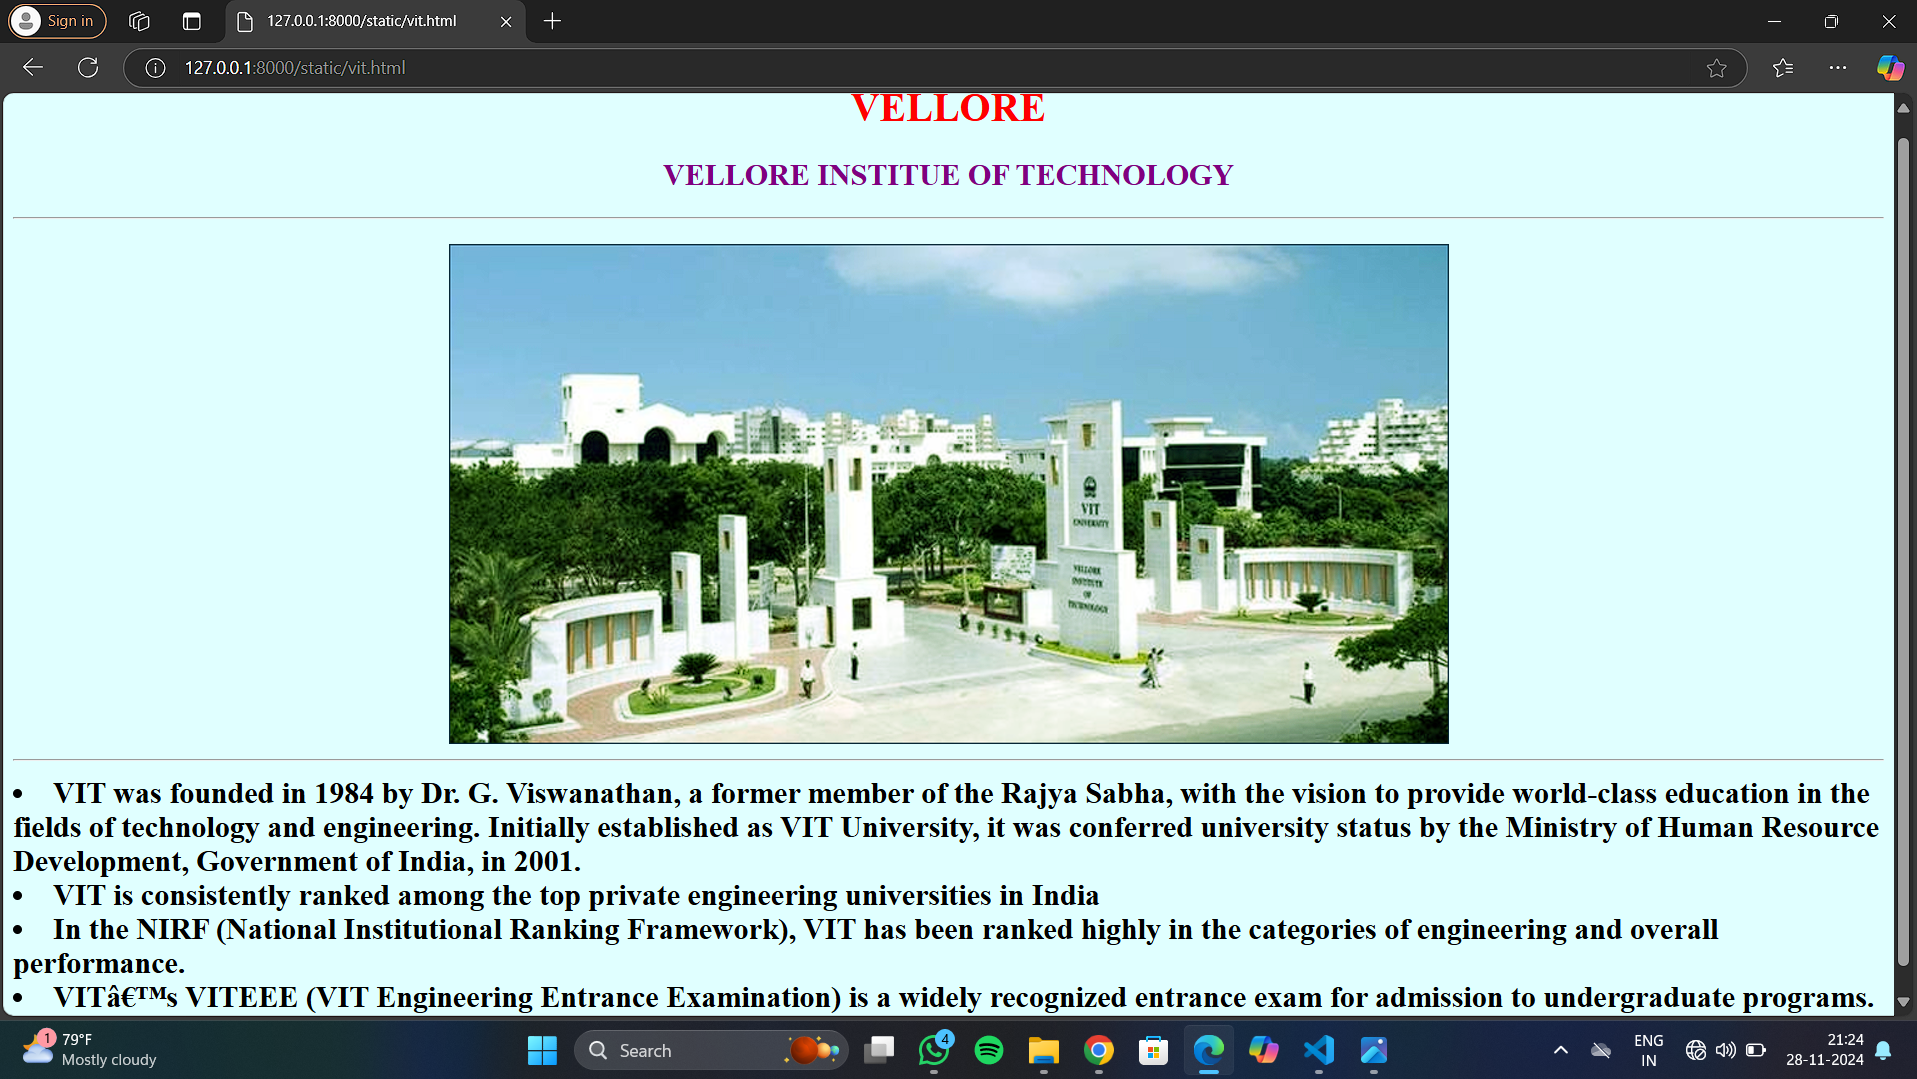 Sign in
127.0.0.1:8000/static/vit.html
127.0.0.1:8000/static/vit.html
VELLORE
VELLORE INSTITUE OF TECHNOLOGY
VIT
UNIVERSITY
VELLORE
INSTITUTE
OF
TECHNOLOGY
• VIT was founded in 1984 by Dr. G. Viswanathan, a former member of the Rajya Sabha, with the vision to provide world-class education in the
fields of technology and engineering. Initially established as VIT University, it was conferred university status by the Ministry of Human Resource
Development, Government of India, in 2001.
• VIT is consistently ranked among the top private engineering universities in India
• In the NIRF (National Institutional Ranking Framework), VIT has been ranked highly in the categories of engineering and overall
performance.
• VITâ€™s VITEEE (VIT Engineering Entrance Examination) is a widely recognized entrance exam for admission to undergraduate programs.
1
79°F
Mostly cloudy
Search
4
ENG
IN
21:24
28-11-2024